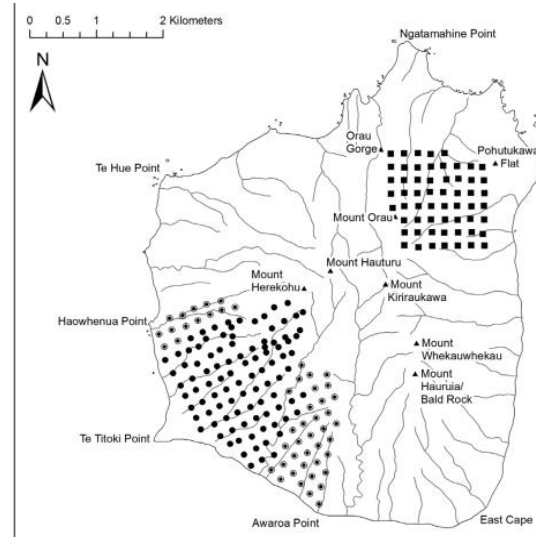 0 0.5 1 2 Kilometers
N
Ngatamahine Point
Orau
Gorge
Pohutukawa
Flat
Te Hue Point
Mount Orau
Mount Hauturu
Mount
Herekohu
Mount
Kiriraukawa
Haowhenua Point
Mount
Whekauwhekau
Mount
Hauruia/
Bald Rock
Te Titoki Point
Awaroa Point
East Cape